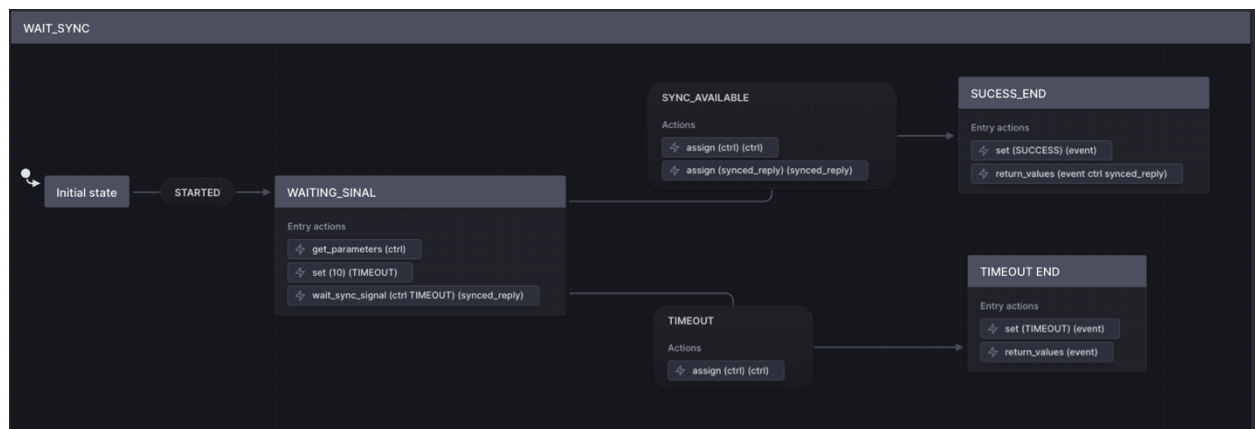 WAIT_SYNC
Initial state
STARTED
WAITING_SINAL
Entry actions
get_parameters (ctrl)
set (10) (TIMEOUT)
wait_sync_signal (ctrl TIMEOUT) (synced_reply)
SYNC_AVAILABLE
Actions
assign (ctrl) (ctrl)
assign (synced_reply) (synced_reply)
SUCESS_END
Entry actions
set (SUCCESS) (event)
return_values (event ctrl synced_reply)
TIMEOUT
Actions
assign (ctrl) (ctrl)
TIMEOUT END
Entry actions
set (TIMEOUT) (event)
return_values (event)